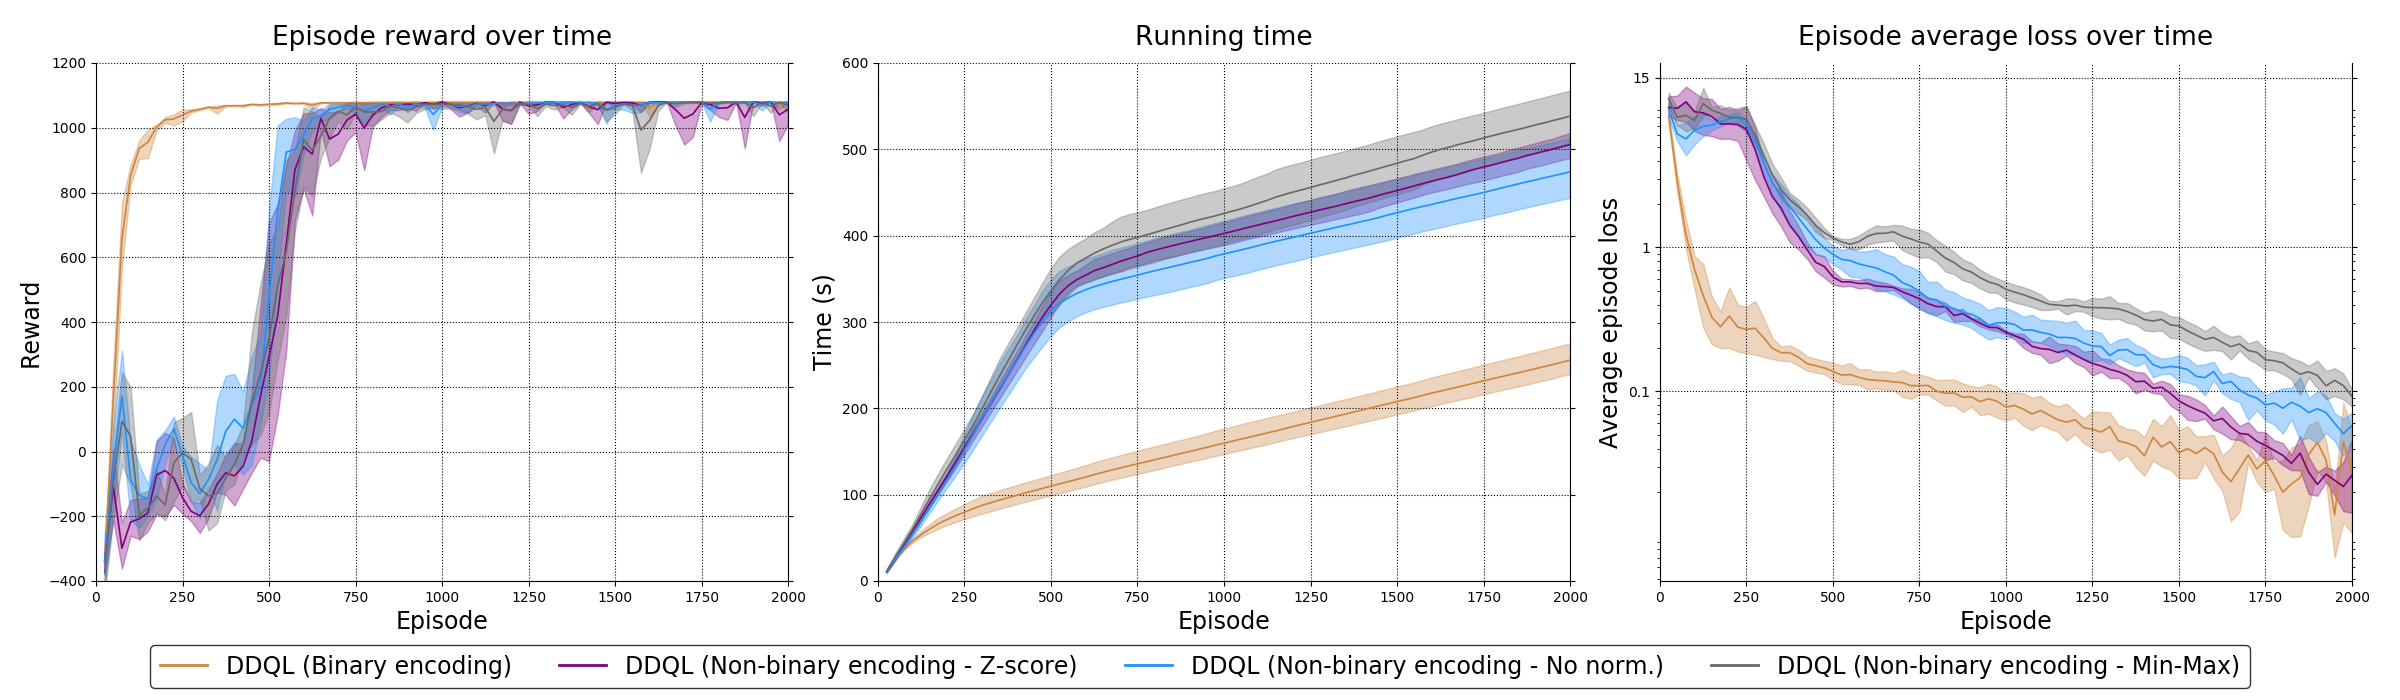 Episode reward over time
Running time
Episode average loss over time
1200
1000
800
600
400
200
0
−200
−400
Reward
0 250 500 750 1000 1250 1500 1750 2000
Episode
600
500
400
300
200
100
0
Time (s)
0 250 500 750 1000 1250 1500 1750 2000
Episode
15
1
0.1
Average episode loss
0 250 500 750 1000 1250 1500 1750 2000
Episode
DDQL (Binary encoding) DDQL (Non-binary encoding - Z-score) DDQL (Non-binary encoding - No norm.) DDQL (Non-binary encoding - Min-Max)